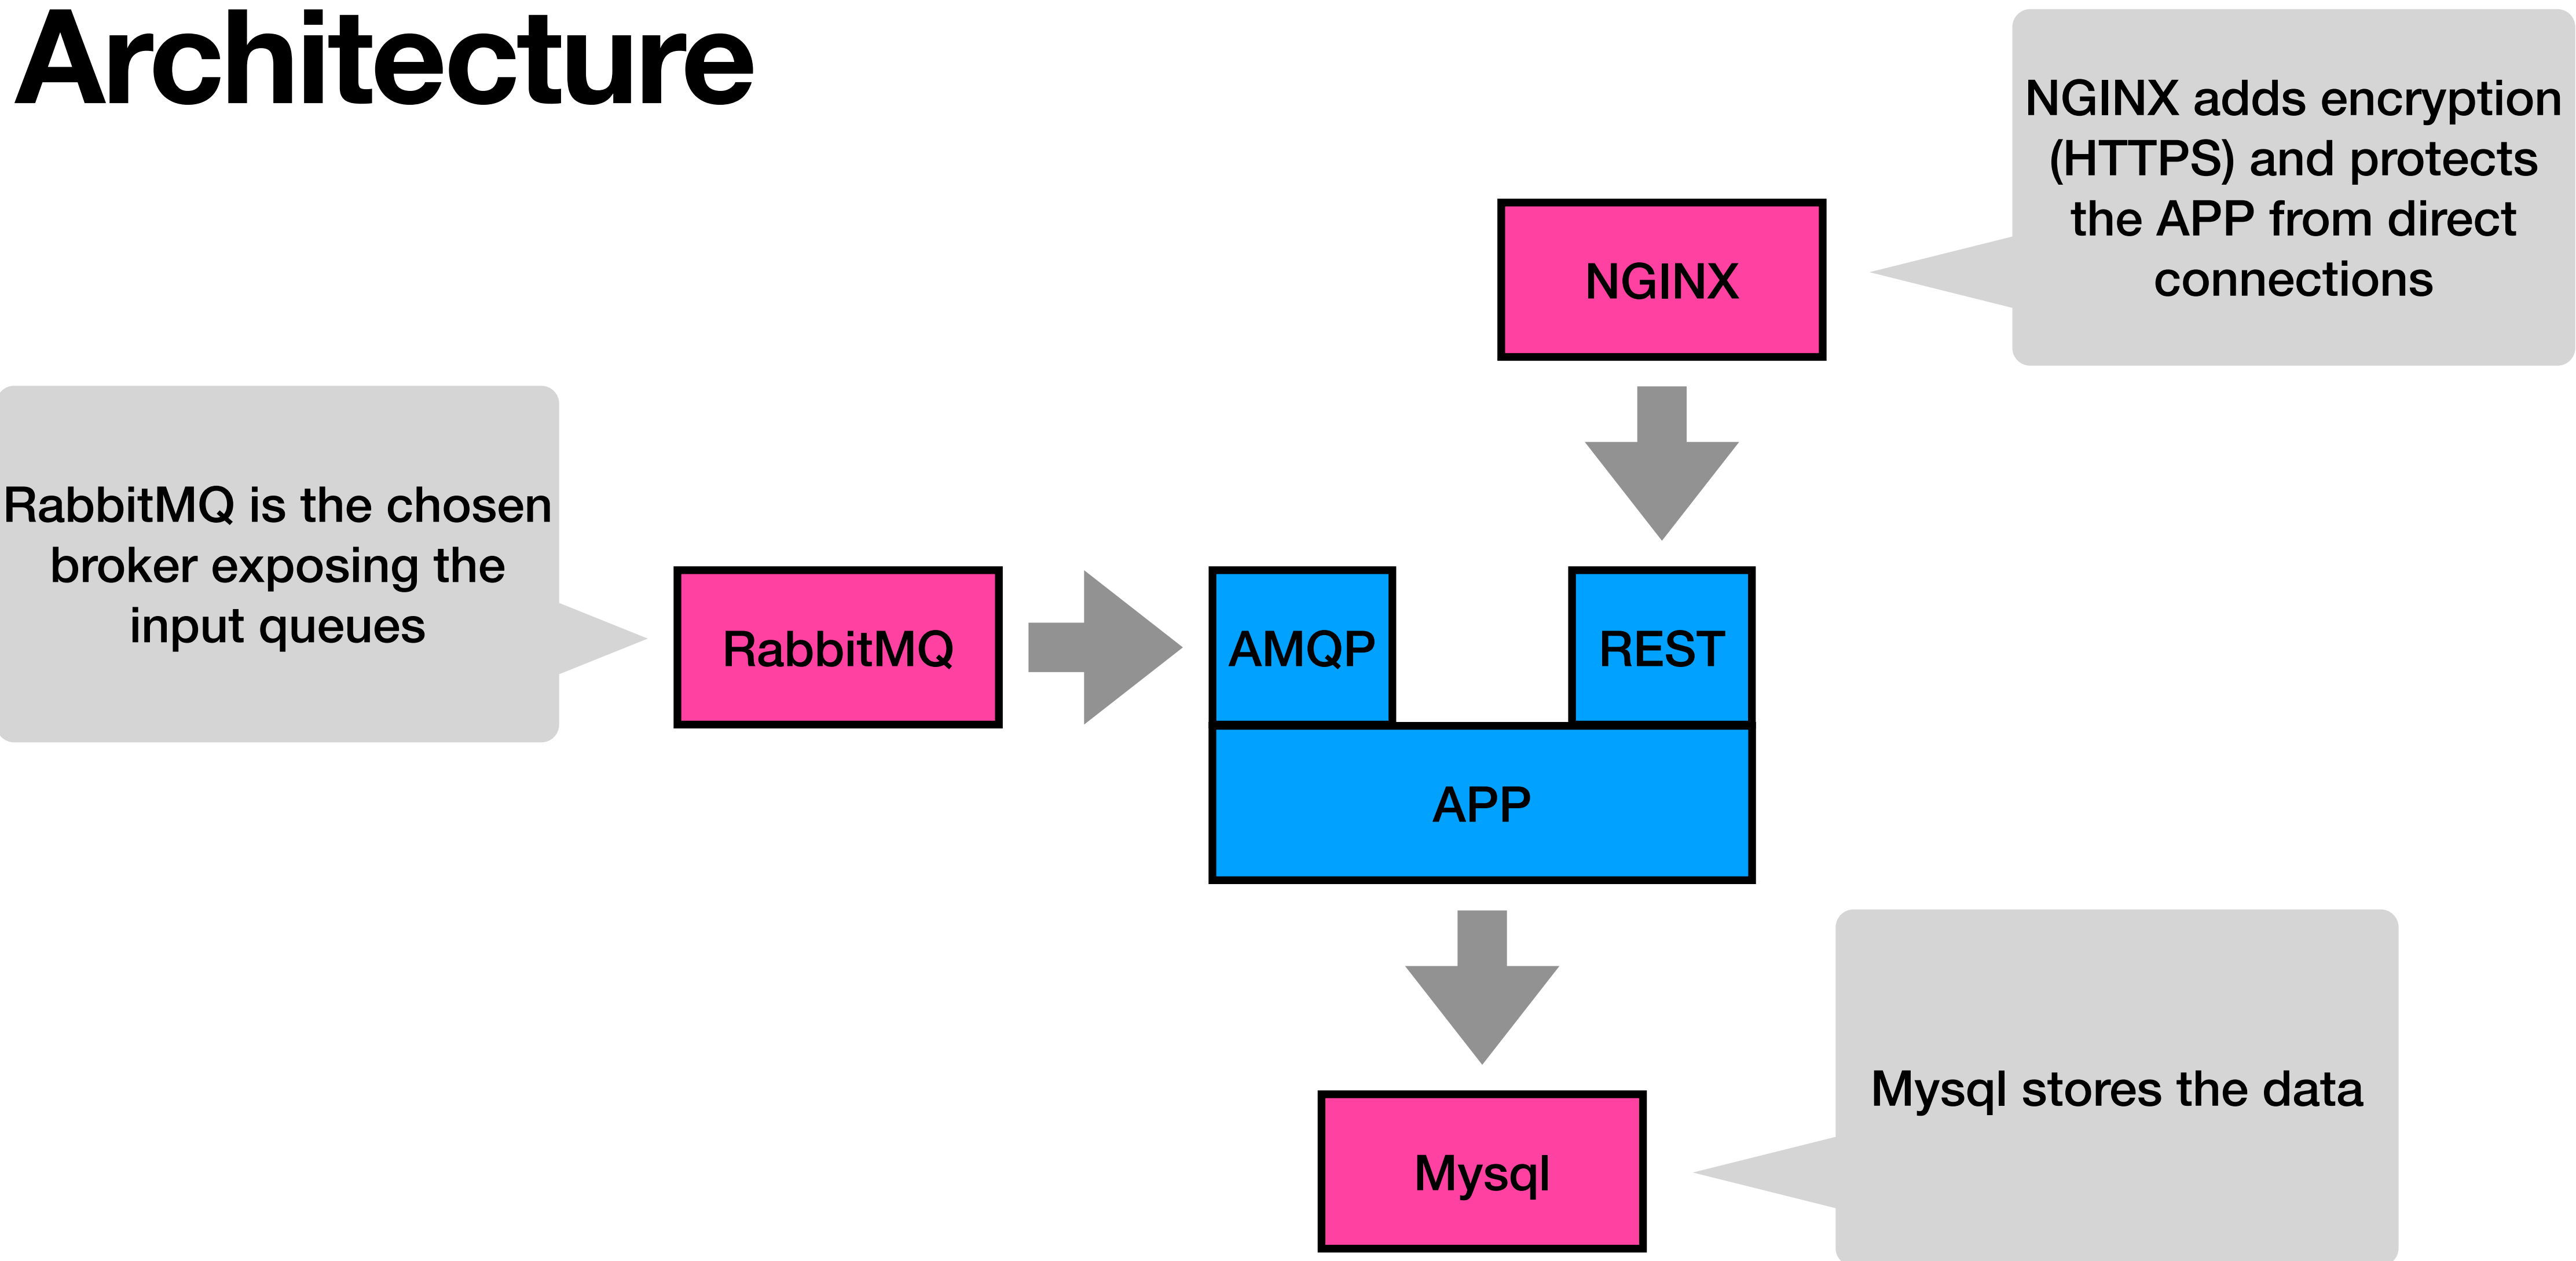 Architecture
NGINX adds encryption
(HTTPS) and protects
the APP from direct
connections
NGINX
RabbitMQ is the chosen
broker exposing the
input queues
RabbitMQ
AMQP
REST
APP
Mysql stores the data
Mysql